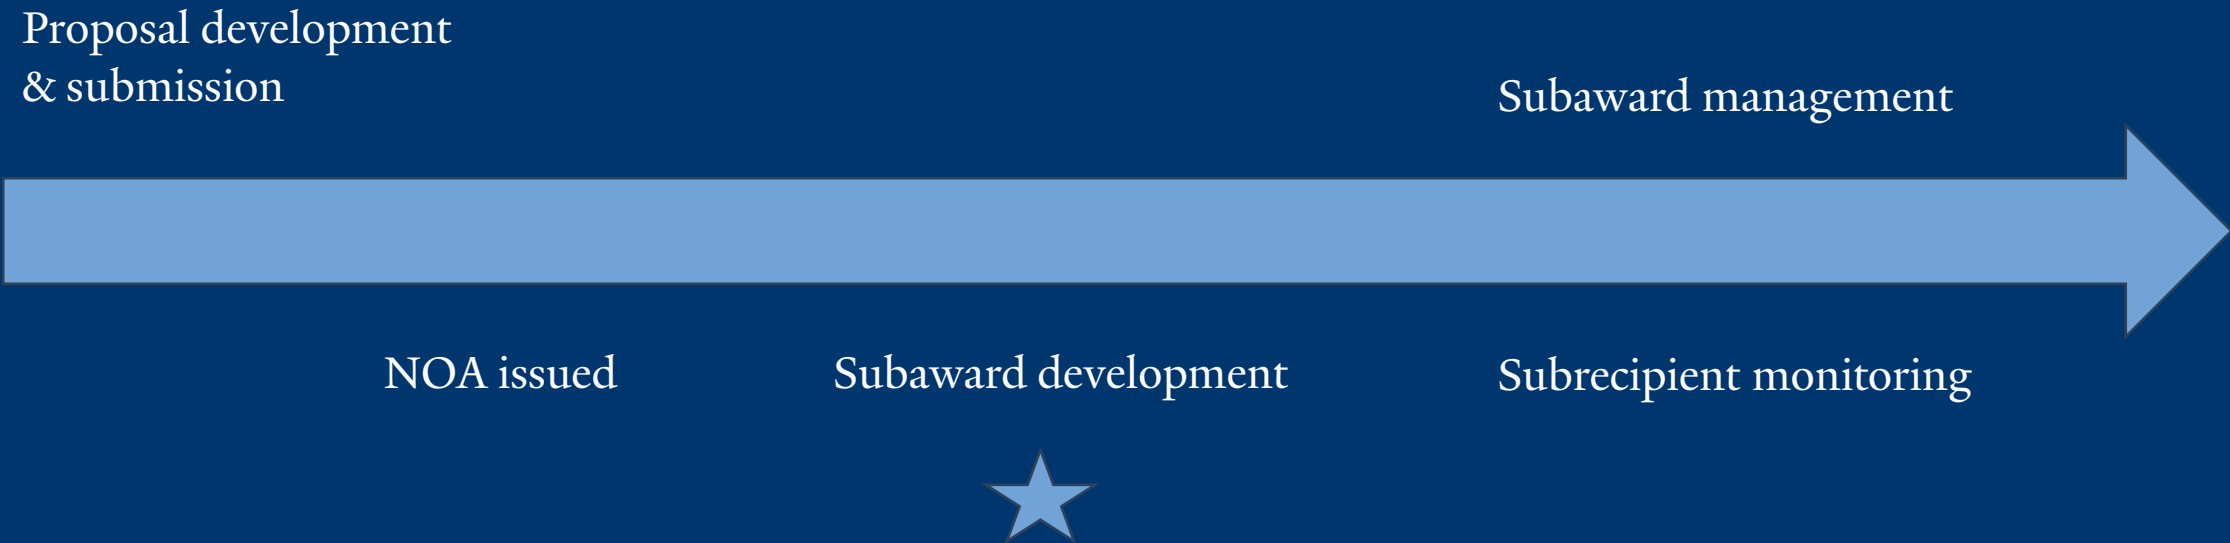 Proposal development
& submission
Subaward management
NOA issued
Subaward development
Subrecipient monitoring